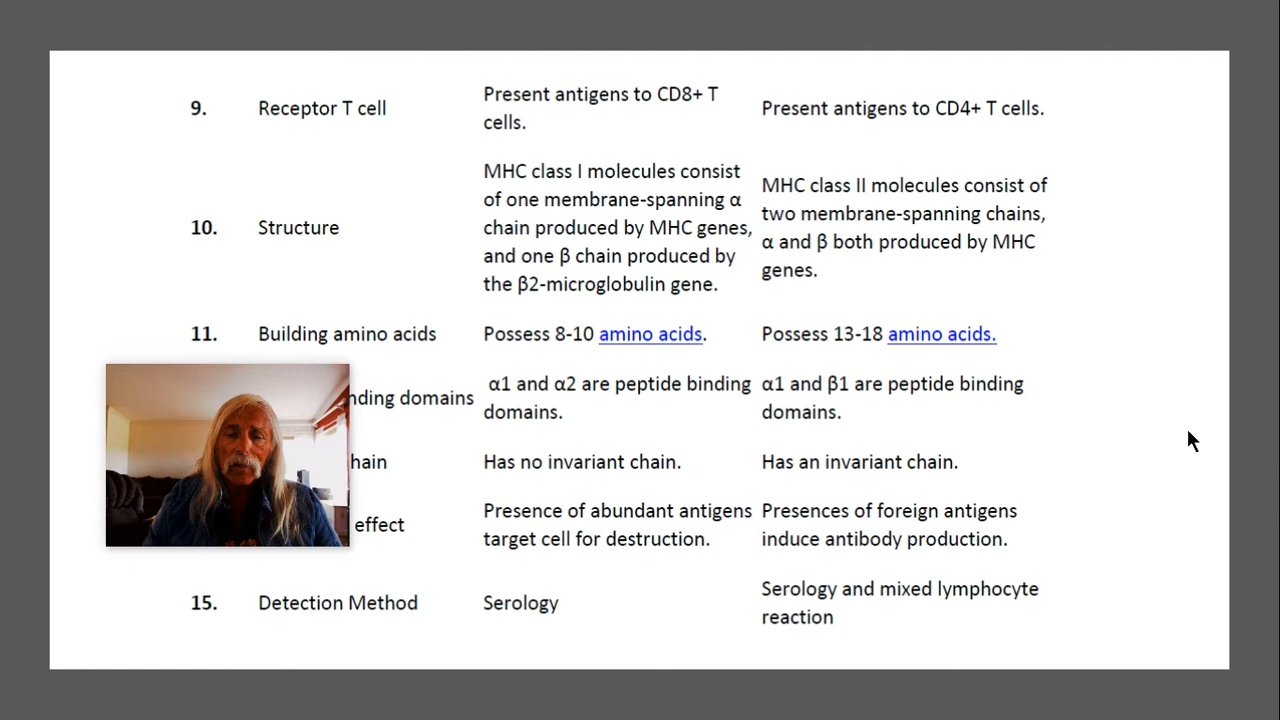 9. Receptor T cell Present antigens to CD8+ T
cells. Present antigens to CD4+ T cells.
10. Structure MHC class I molecules consist
of one membrane-spanning α
chain produced by MHC genes,
and one β chain produced by
the β2-microglobulin gene.
MHC class II molecules consist of
two membrane-spanning chains,
α and β both produced by MHC
genes.
11. Building amino acids Possess 8-10 amino acids. Possess 13-18 amino acids.
domains α1 and α2 are peptide binding
domains.
α1 and β1 are peptide binding
domains.
Has no invariant chain. Has an invariant chain.
effect Presence of abundant antigens
target cell for destruction.
Presences of foreign antigens
induce antibody production.
15. Detection Method Serology Serology and mixed lymphocyte
reaction